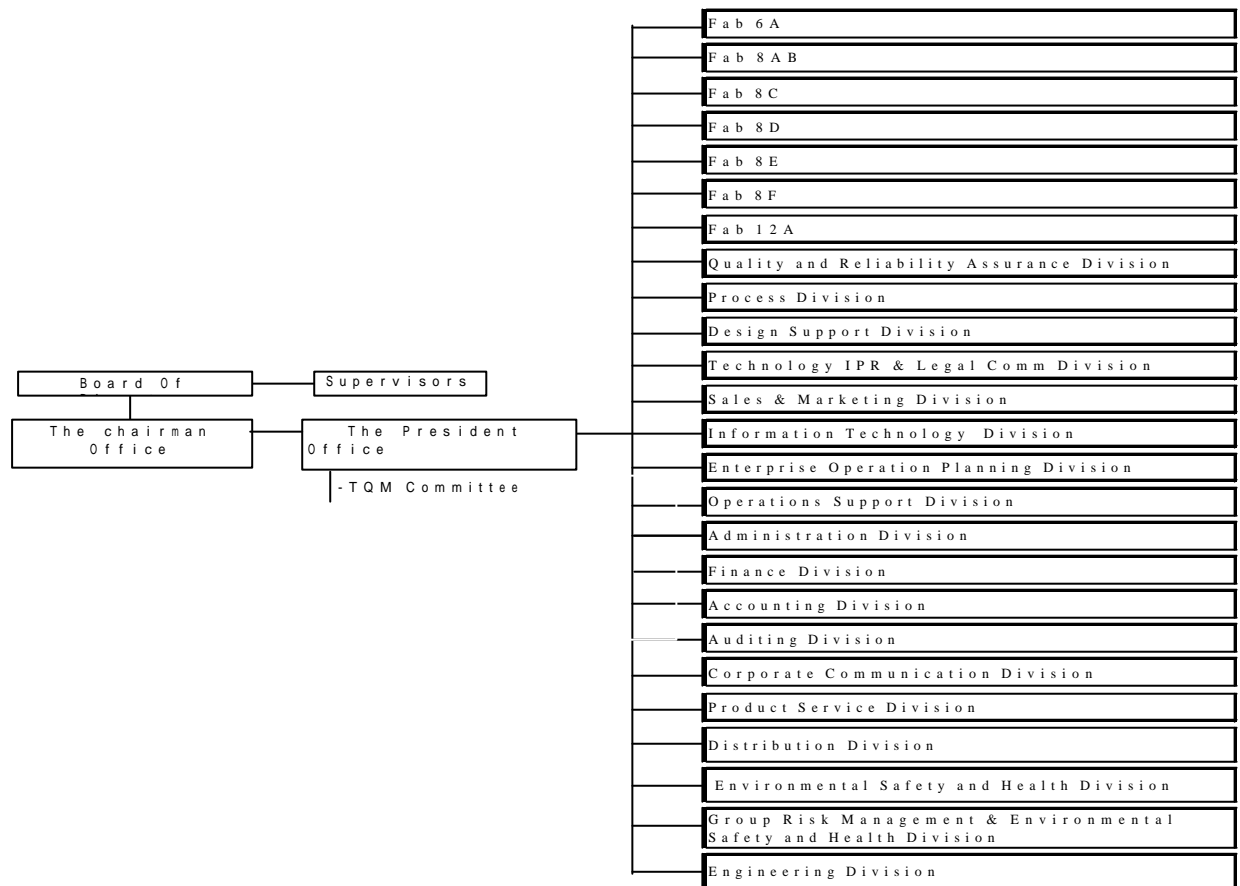 Board Of
Supervisors
The chairman
Office
The President
Office
-TQM Committee
Fab 6A
Fab 8AB
Fab 8C
Fab 8D
Fab 8E
Fab 8F
Fab 12A
Quality and Reliability Assurance Division
Process Division
Design Support Division
Technology IPR & Legal Comm Division
Sales & Marketing Division
Information Technology Division
Enterprise Operation Planning Division
Operations Support Division
Administration Division
Finance Division
Accounting Division
Auditing Division
Corporate Communication Division
Product Service Division
Distribution Division
Environmental Safety and Health Division
Group Risk Management & Environmental
Safety and Health Division
Engineering Division